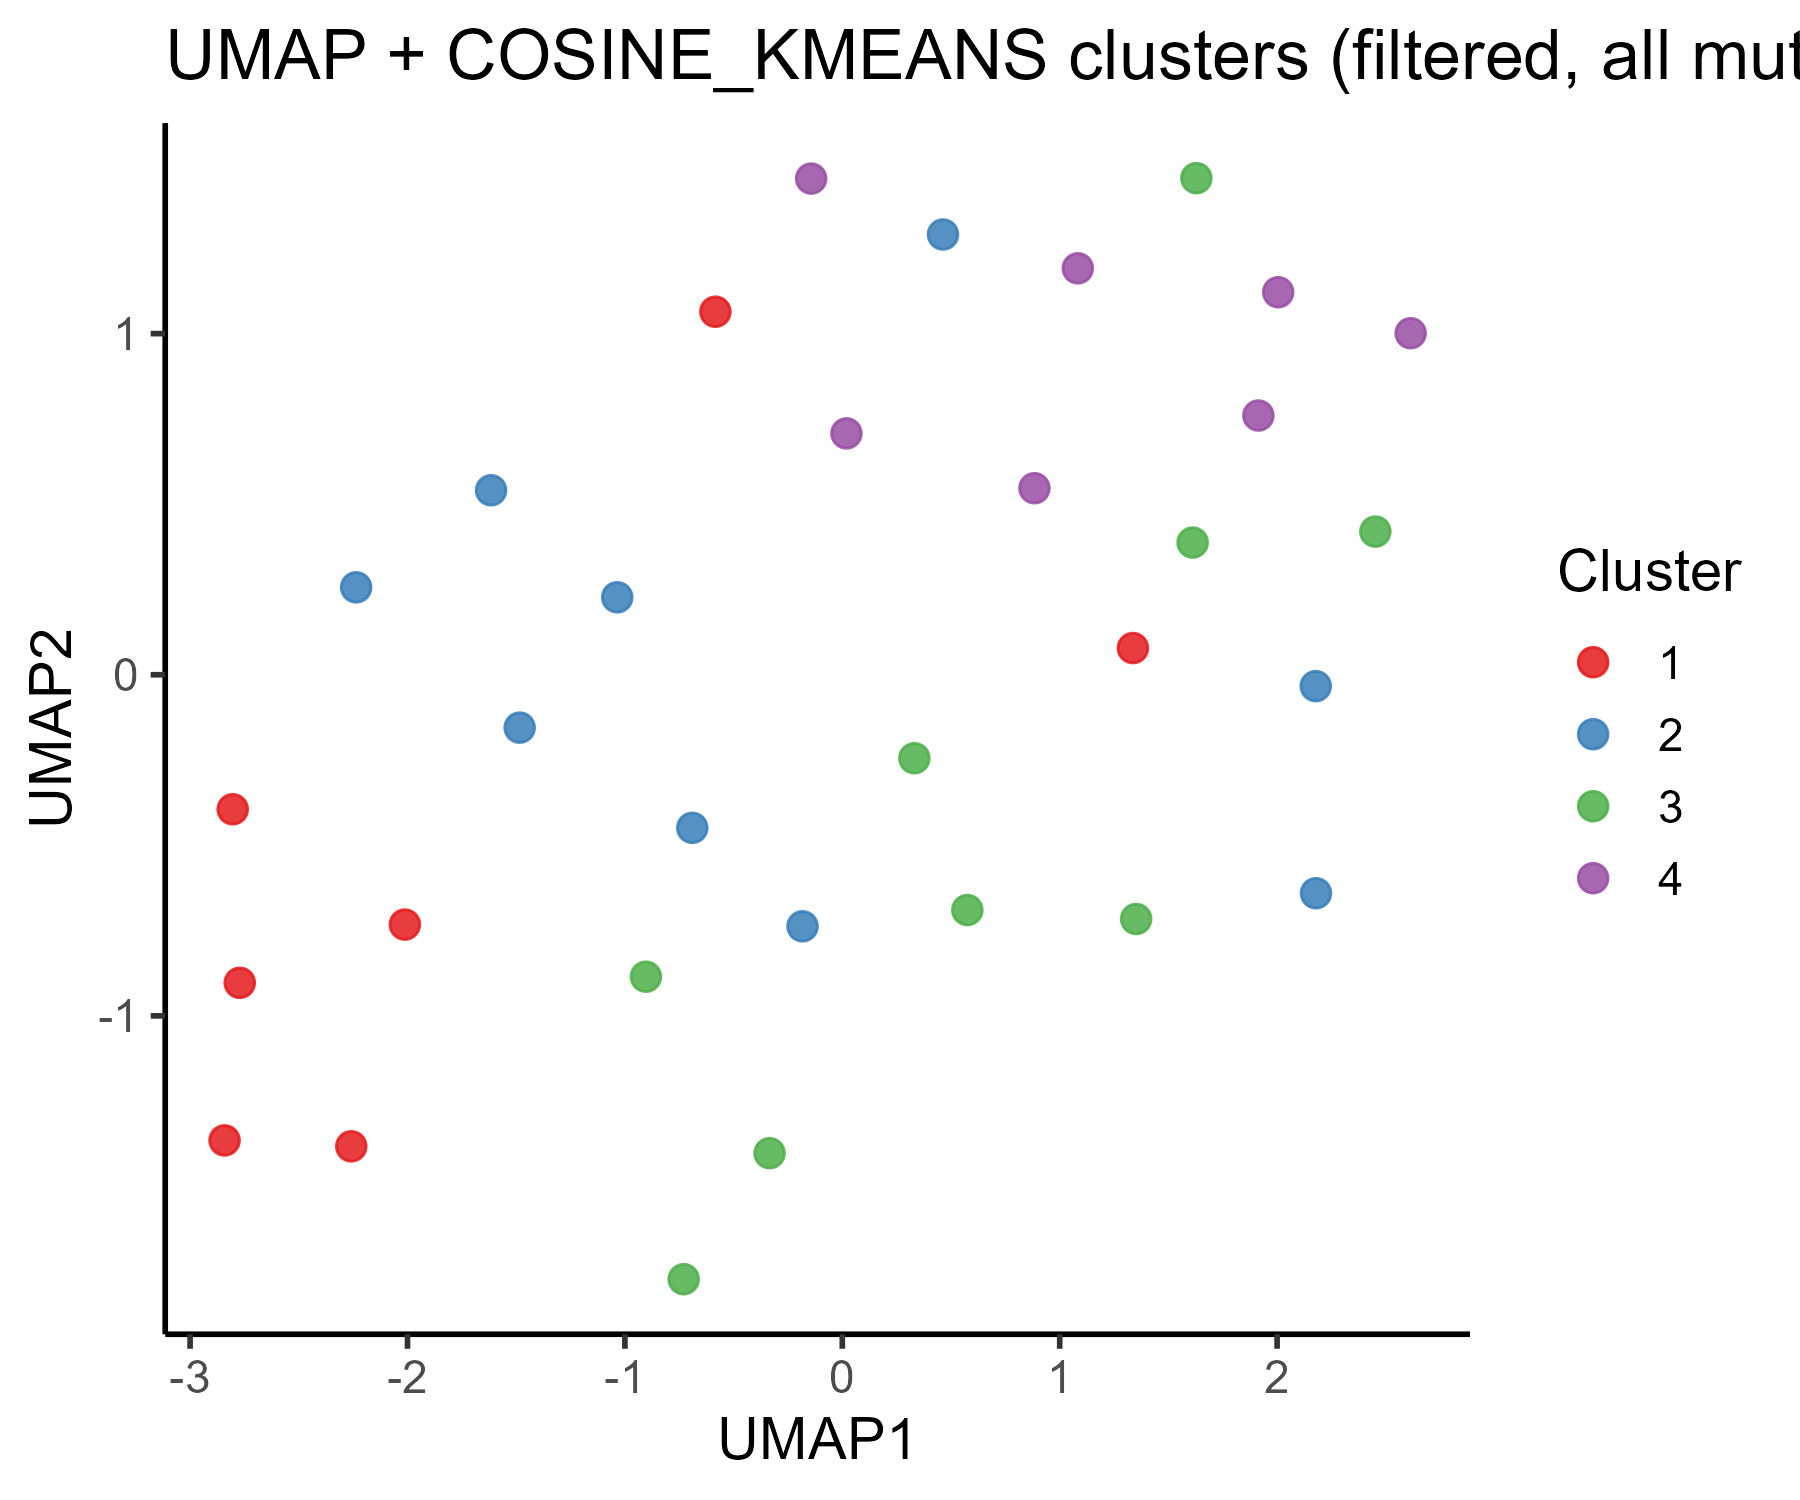 UMAP + COSINE_KMEANS clusters (filtered, all mut
1
0
-1
UMAP2
-3 -2 -1 0 1 2
UMAP1
Cluster
1
2
3
4